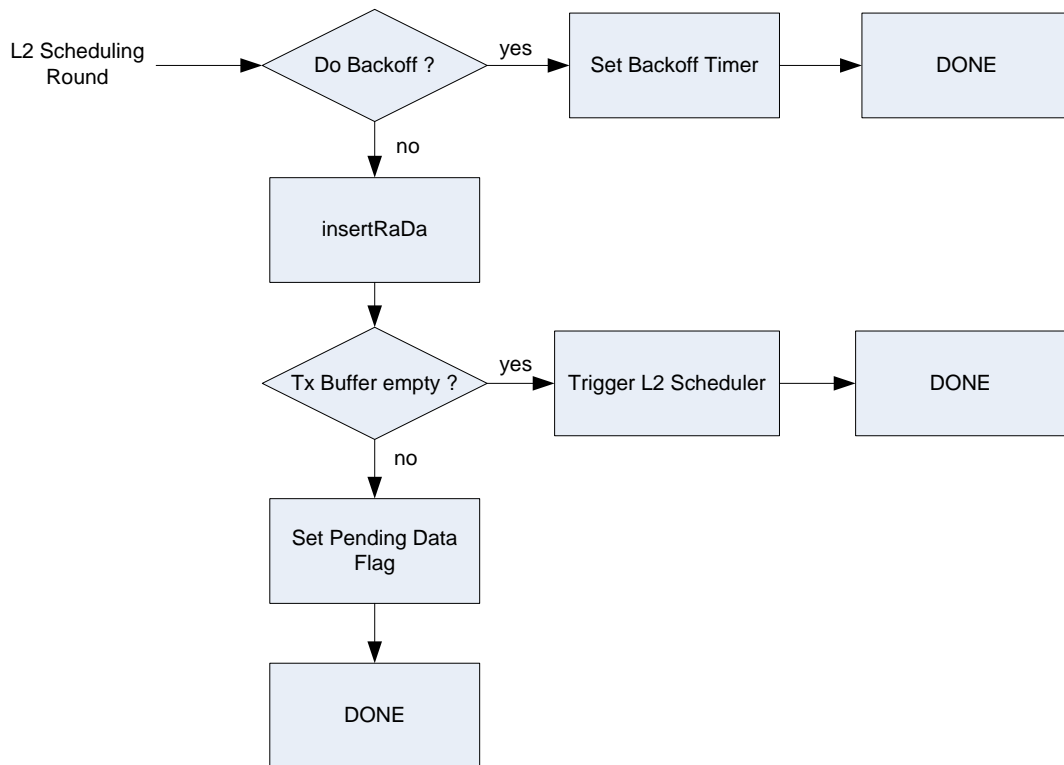 L2 Scheduling
Round
Do Backoff ?
yes
Set Backoff Timer
DONE
no
insertRaDa
Tx Buffer empty ?
yes
Trigger L2 Scheduler
DONE
no
Set Pending Data
Flag
DONE